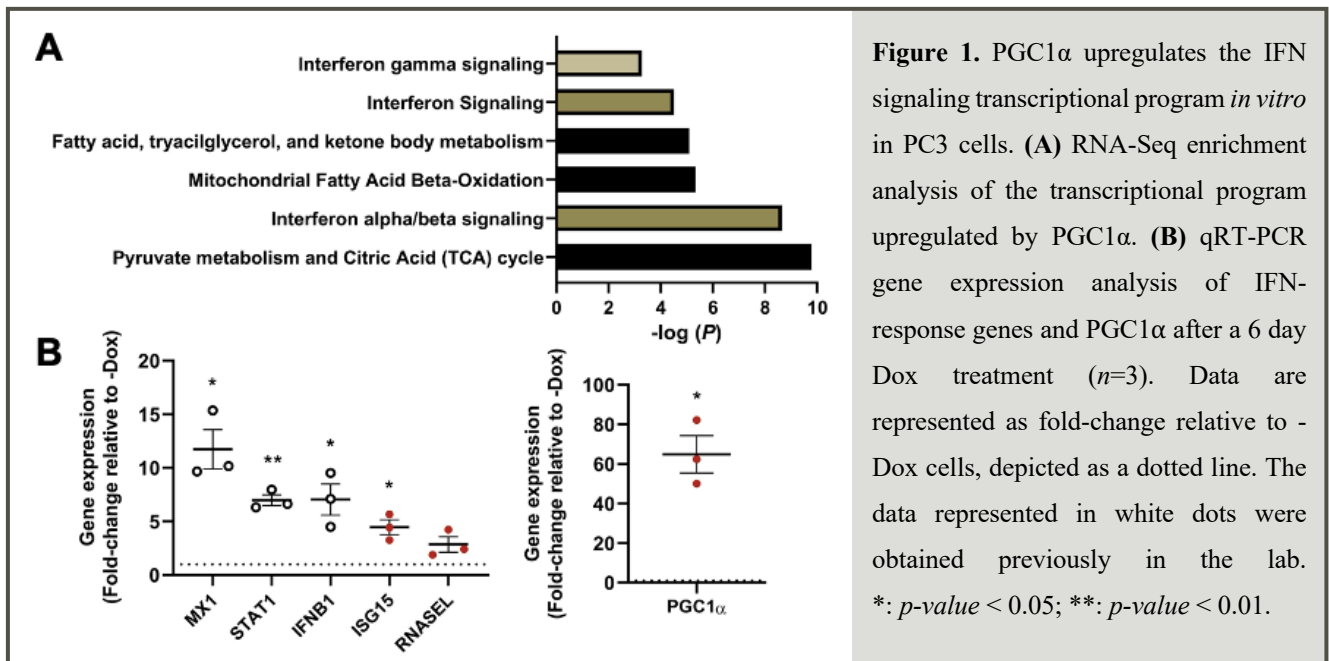 A
Interferon gamma signaling
Interferon Signaling
Fatty acid, tryacilglycerol, and ketone body metabolism
Mitochondrial Fatty Acid Beta-Oxidation
Interferon alpha/beta signaling
Pyruvate metabolism and Citric Acid (TCA) cycle
0 2 4 6 8 10
-log (P)
B
Gene expression
(Fold-change relative to -Dox)
20
15
10
5
0
*
**
*
*
MX1
STAT1
IFNB1
ISG15
RNASEL
Gene expression
(Fold-change relative to -Dox)
100
80
60
40
20
0
*
PGC1α
Figure 1. PGC1α upregulates the IFN
signaling transcriptional program in vitro
in PC3 cells. (A) RNA-Seq enrichment
analysis of the transcriptional program
upregulated by PGC1α. (B) qRT-PCR
gene expression analysis of IFN-
response genes and PGC1α after a 6 day
Dox treatment (n=3). Data are
represented as fold-change relative to -
Dox cells, depicted as a dotted line. The
data represented in white dots were
obtained previously in the lab.
*: p-value < 0.05; **: p-value < 0.01.